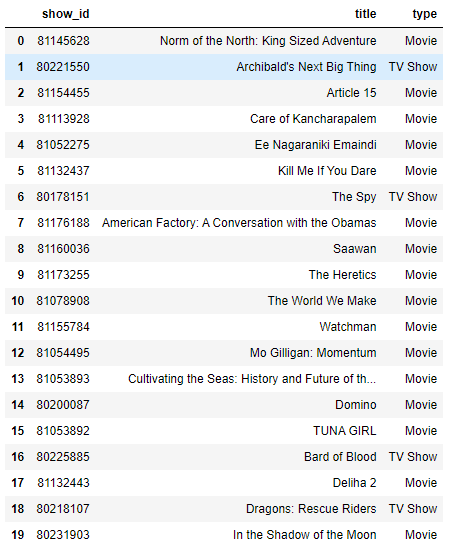 show_id title type
0 81145628 Norm of the North: King Sized Adventure Movie
1 80221550 Archibald's Next Big Thing TV Show
2 81154455 Article 15 Movie
3 81113928 Care of Kancharapalem Movie
4 81052275 Ee Nagaraniki Emaindi Movie
5 81132437 Kill Me If You Dare Movie
6 80178151 The Spy TV Show
7 81176188 American Factory: A Conversation with the Obamas Movie
8 81160036 Saawan Movie
9 81173255 The Heretics Movie
10 81078908 The World We Make Movie
11 81155784 Watchman Movie
12 81054495 Mo Gilligan: Momentum Movie
13 81053893 Cultivating the Seas: History and Future of th... Movie
14 80200087 Domino Movie
15 81053892 TUNA GIRL Movie
16 80225885 Bard of Blood TV Show
17 81132443 Deliha 2 Movie
18 80218107 Dragons: Rescue Riders TV Show
19 80231903 In the Shadow of the Moon Movie